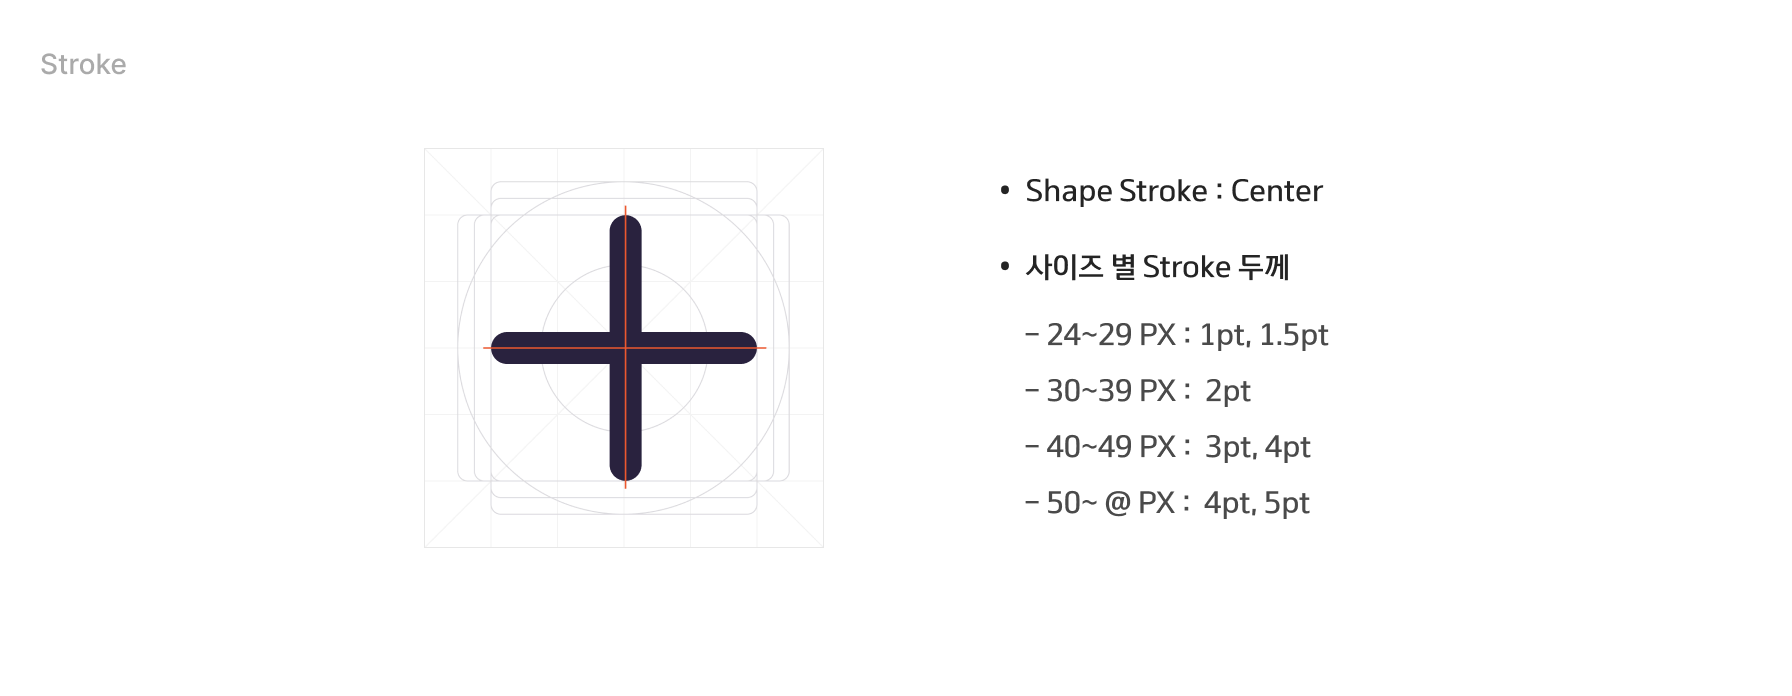 Stroke
• Shape Stroke : Center
• 사이즈 별 Stroke 두께
- 24~29 PX : 1pt, 1.5pt
- 30~39 PX : 2pt
- 40~49 PX : 3pt, 4pt
- 50~ @ PX : 4pt, 5pt